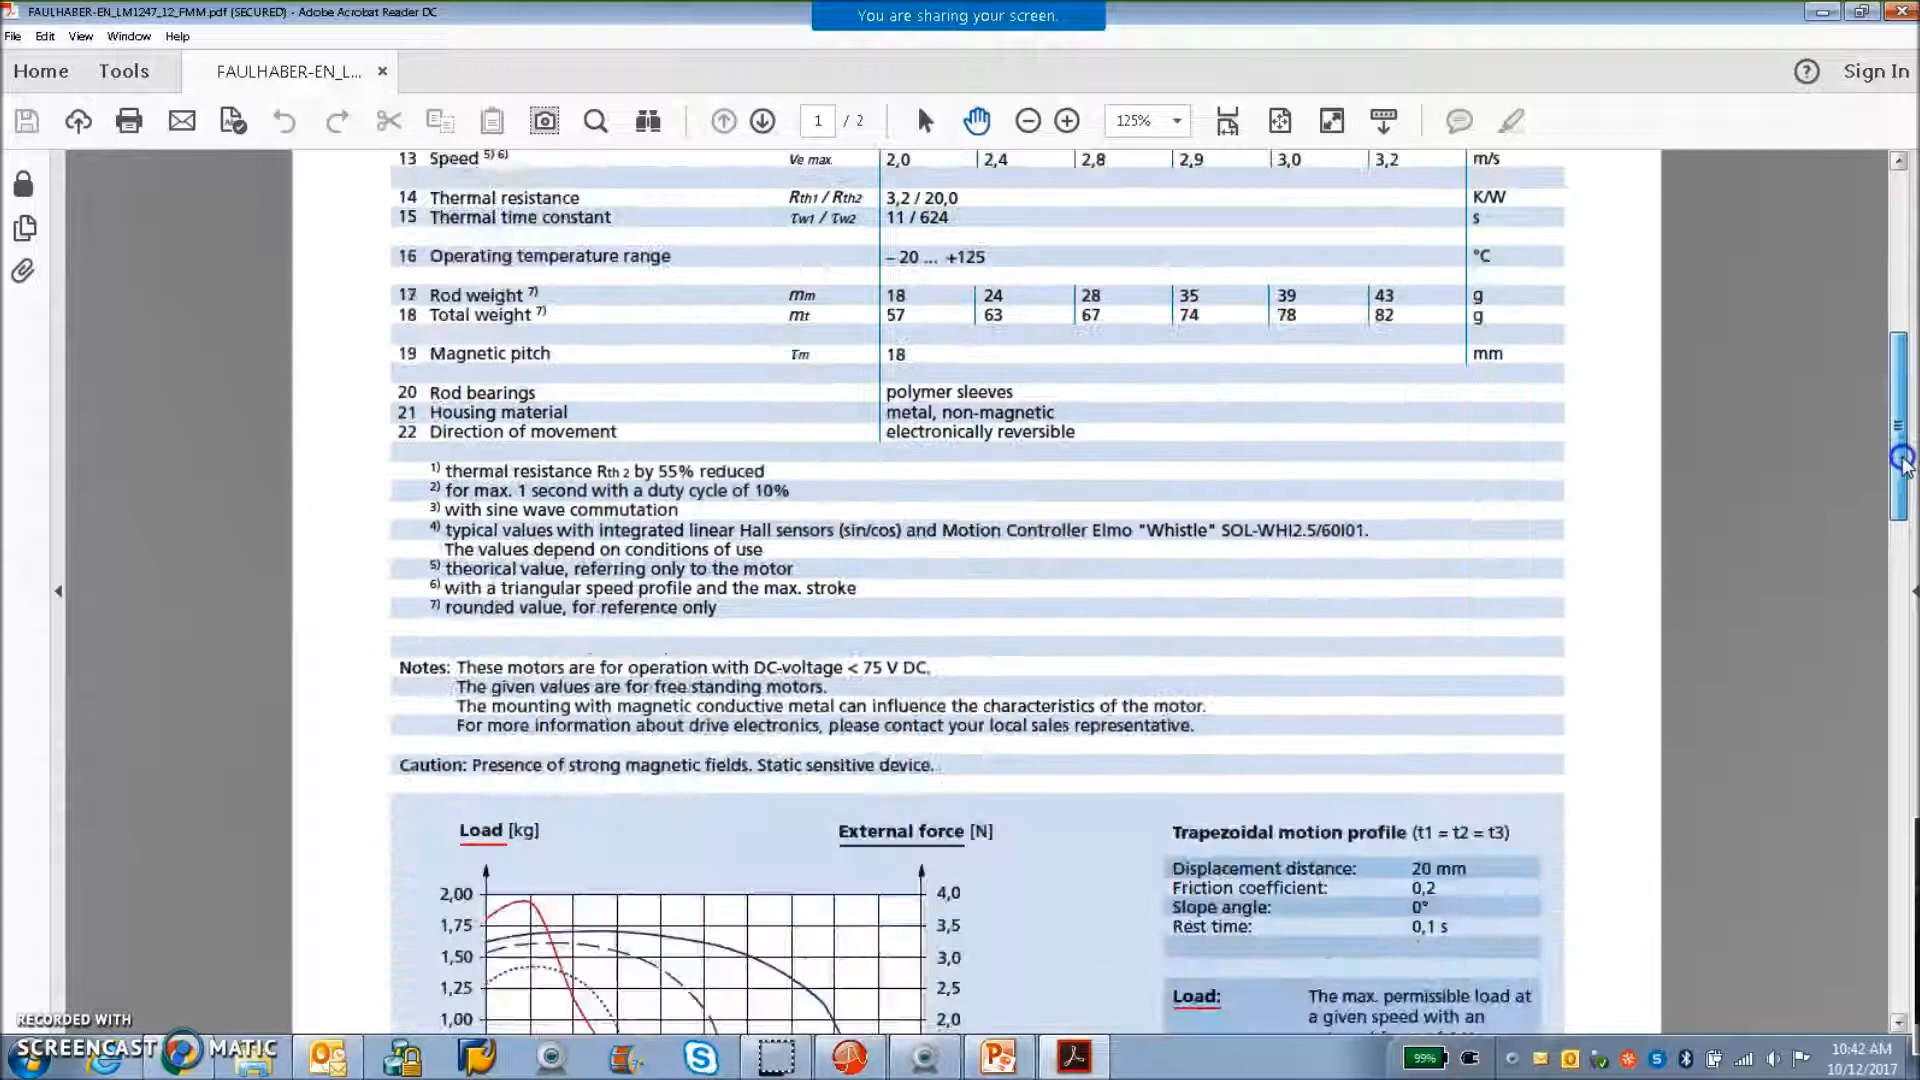 FAULHABER-EN_LM1247_12_FMM.pdf (SECURED) - Adobe Acrobat Reader DC
You are sharing your screen.
File Edit View Window Help
Home Tools FAULHABER-EN_L... × Sign In
1 / 2 125%
13 Speed 5) 6) Ve max. 2,0 2,4 2,8 2,9 3,0 3,2 m/s
14 Thermal resistance Rth1 / Rth2 3,2 / 20,0 K/W
15 Thermal time constant τw1 / τw2 11 / 624 s
16 Operating temperature range – 20 ... +125 °C
17 Rod weight 7) mm 18 24 28 35 39 43 g
18 Total weight 7) mt 57 63 67 74 78 82 g
19 Magnetic pitch τm 18 mm
20 Rod bearings polymer sleeves
21 Housing material metal, non-magnetic
22 Direction of movement electronically reversible
1) thermal resistance Rth 2 by 55% reduced
2) for max. 1 second with a duty cycle of 10%
3) with sine wave commutation
4) typical values with integrated linear Hall sensors (sin/cos) and Motion Controller Elmo "Whistle" SOL-WHI2.5/60I01.
The values depend on conditions of use
5) theorical value, referring only to the motor
6) with a triangular speed profile and the max. stroke
7) rounded value, for reference only
Notes: These motors are for operation with DC-voltage < 75 V DC.
The given values are for free standing motors.
The mounting with magnetic conductive metal can influence the characteristics of the motor.
For more information about drive electronics, please contact your local sales representative.
Caution: Presence of strong magnetic fields. Static sensitive device.
Load [kg] External force [N]
2,00 4,0
1,75 3,5
1,50 3,0
1,25 2,5
1,00 2,0
Trapezoidal motion profile (t1 = t2 = t3)
Displacement distance: 20 mm
Friction coefficient: 0,2
Slope angle: 0°
Rest time: 0,1 s
Load: The max. permissible load at
a given speed with an
RECORDED WITH
SCREENCAST MATIC
99%
10:42 AM
10/12/2017